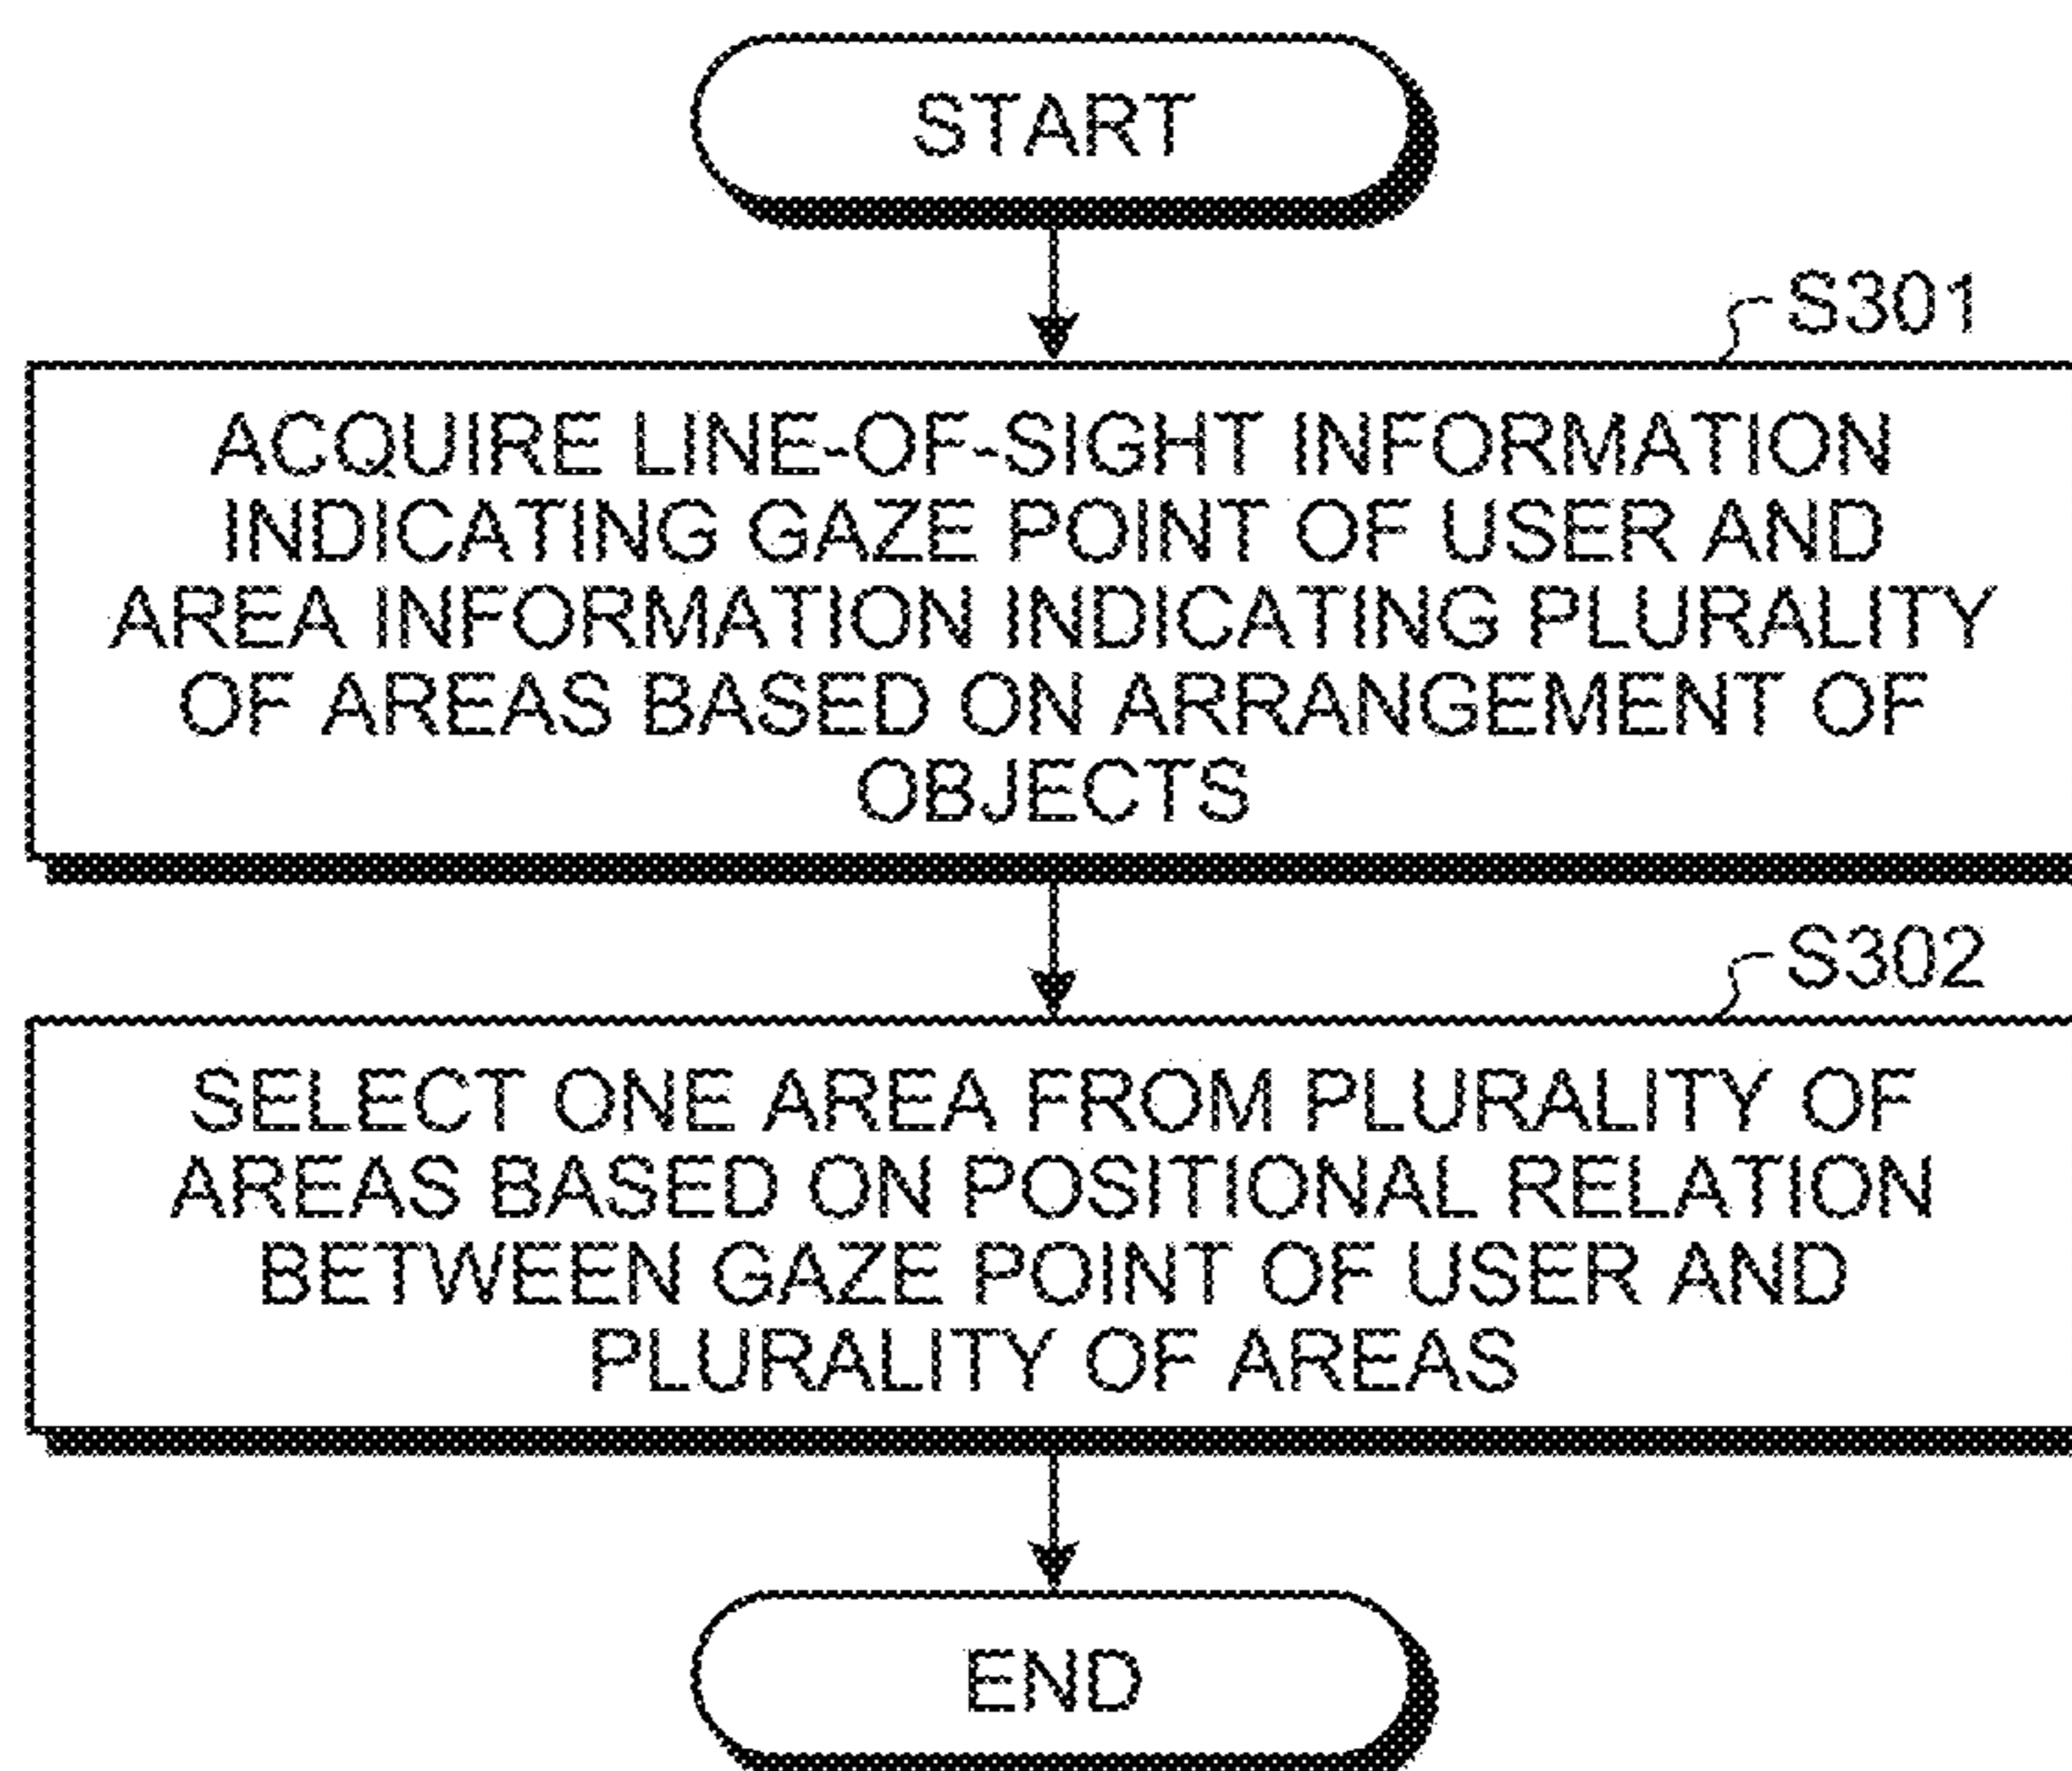 START
S301
ACQUIRE LINE-OF-SIGHT INFORMATION
INDICATING GAZE POINT OF USER AND
AREA INFORMATION INDICATING PLURALITY
OF AREAS BASED ON ARRANGEMENT OF
OBJECTS
S302
SELECT ONE AREA FROM PLURALITY OF
AREAS BASED ON POSITIONAL RELATION
BETWEEN GAZE POINT OF USER AND
PLURALITY OF AREAS
END